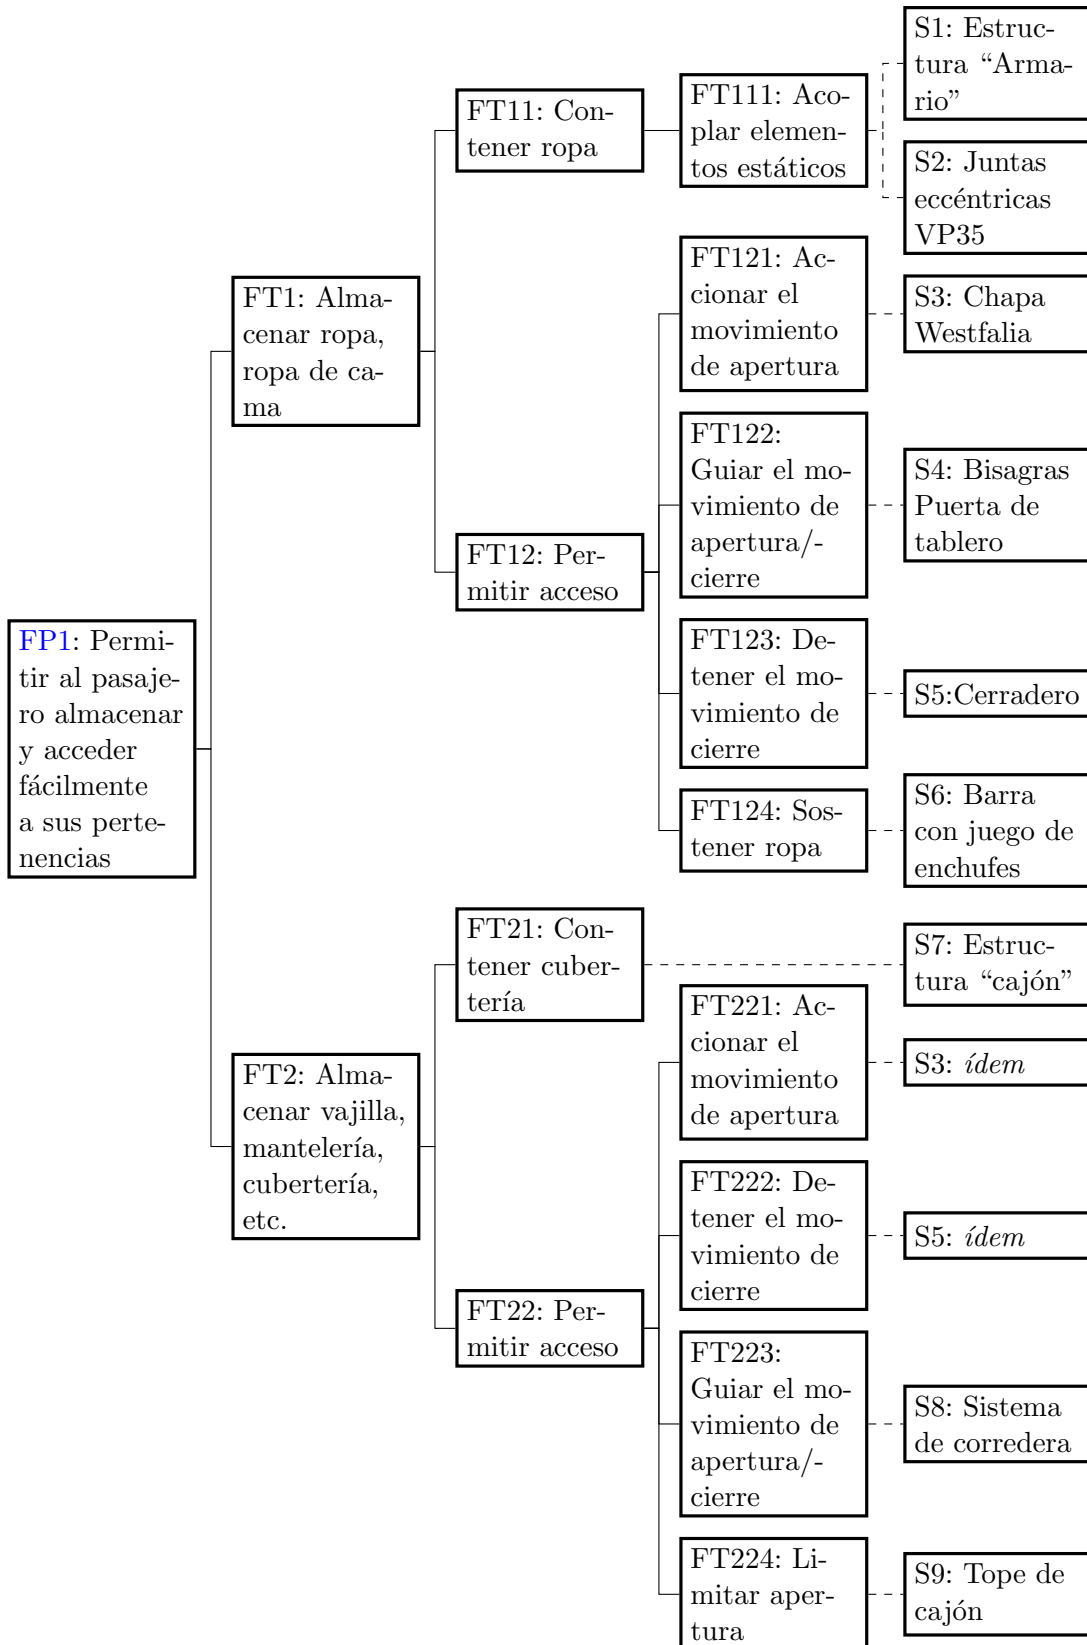 FP1: Permi-
tir al pasaje-
ro almacenar
y acceder
fácilmente
a sus perte-
nencias
FT1: Alma-
cenar ropa,
ropa de ca-
ma
FT11: Con-
tener ropa
FT111: Aco-
plar elemen-
tos estáticos
S1: Estruc-
tura “Arma-
rio”
S2: Juntas
eccéntricas
VP35
FT12: Per-
mitir acceso
FT121: Ac-
cionar el
movimiento
de apertura
S3: Chapa
Westfalia
FT122:
Guiar el mo-
vimiento de
apertura/-
cierre
S4: Bisagras
Puerta de
tablero
FT123: De-
tener el mo-
vimiento de
cierre
S5:Cerradero
FT124: Sos-
tener ropa
S6: Barra
con juego de
enchufes
FT2: Alma-
cenar vajilla,
mantelería,
cubertería,
etc.
FT21: Con-
tener cuber-
tería
S7: Estruc-
tura “cajón”
FT22: Per-
mitir acceso
FT221: Ac-
cionar el
movimiento
de apertura
S3: ídem
FT222: De-
tener el mo-
vimiento de
cierre
S5: ídem
FT223:
Guiar el mo-
vimiento de
apertura/-
cierre
S8: Sistema
de corredera
FT224: Li-
mitar aper-
tura
S9: Tope de
cajón